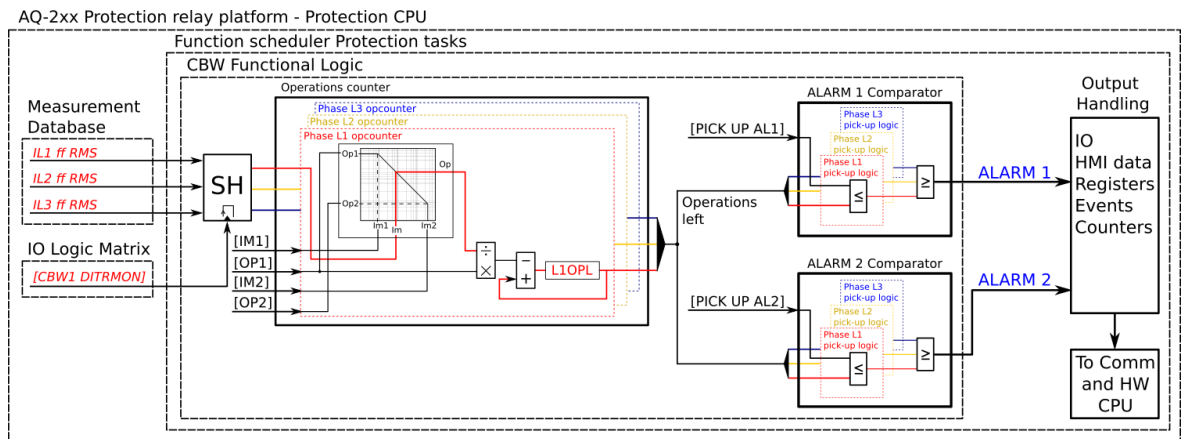 AQ-2xx Protection relay platform - Protection CPU
Function scheduler Protection tasks
CBW Functional Logic
Measurement
Database
IL1 ff RMS
IL2 ff RMS
IL3 ff RMS
IO Logic Matrix
[CBW1 DITRMON]
SH
Operations counter
Phase L3 opcounter
Phase L2 opcounter
Phase L1 opcounter
Op1
Op
Op2
Im1
Im2
Im
[IM1]
[OP1]
[IM2]
[OP2]
÷
×
−
+
L1OPL
Operations
left
ALARM 1 Comparator
[PICK UP AL1]
Phase L3
pick-up logic
Phase L2
pick-up logic
Phase L1
pick-up logic
≤
≥
ALARM 1
ALARM 2 Comparator
[PICK UP AL2]
Phase L3
pick-up logic
Phase L2
pick-up logic
Phase L1
pick-up logic
≤
≥
ALARM 2
Output
Handling
IO
HMI data
Registers
Events
Counters
To Comm
and HW
CPU